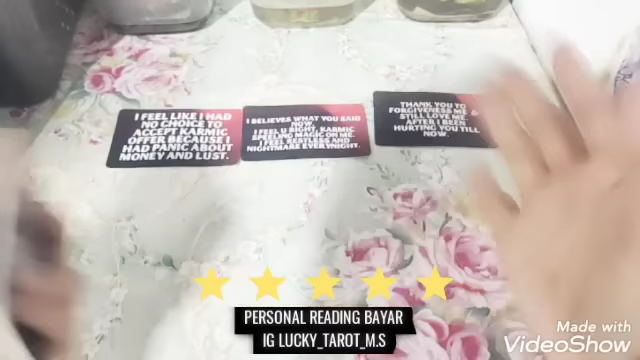 I FEEL LIKE I HAD
NO CHOICE TO
ACCEPT KARMIC
OFFER BECAUSE I
HAD PANIC ABOUT
MONEY AND LUST.
I BELIEVES WHAT YOU SAID
NOW.
I FEEL U RIGHT, KARMIC
SPELLING MAGIC ON ME.
I FEEL RESTLESS AND
NIGHTMARE EVERYNIGHT.
THANK YOU TO
FORGIVENESS ME &
STILL LOVE ME
AFTER I BEEN
HURTING YOU TILL
NOW.
PERSONAL READING BAYAR
IG LUCKY_TAROT_M.S
Made with
VideoShow